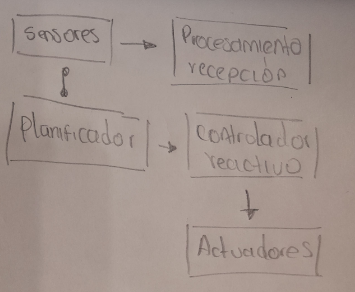 Sensores
Procesamiento
recepción
Planificador
Controlador
reactivo
Actuadores